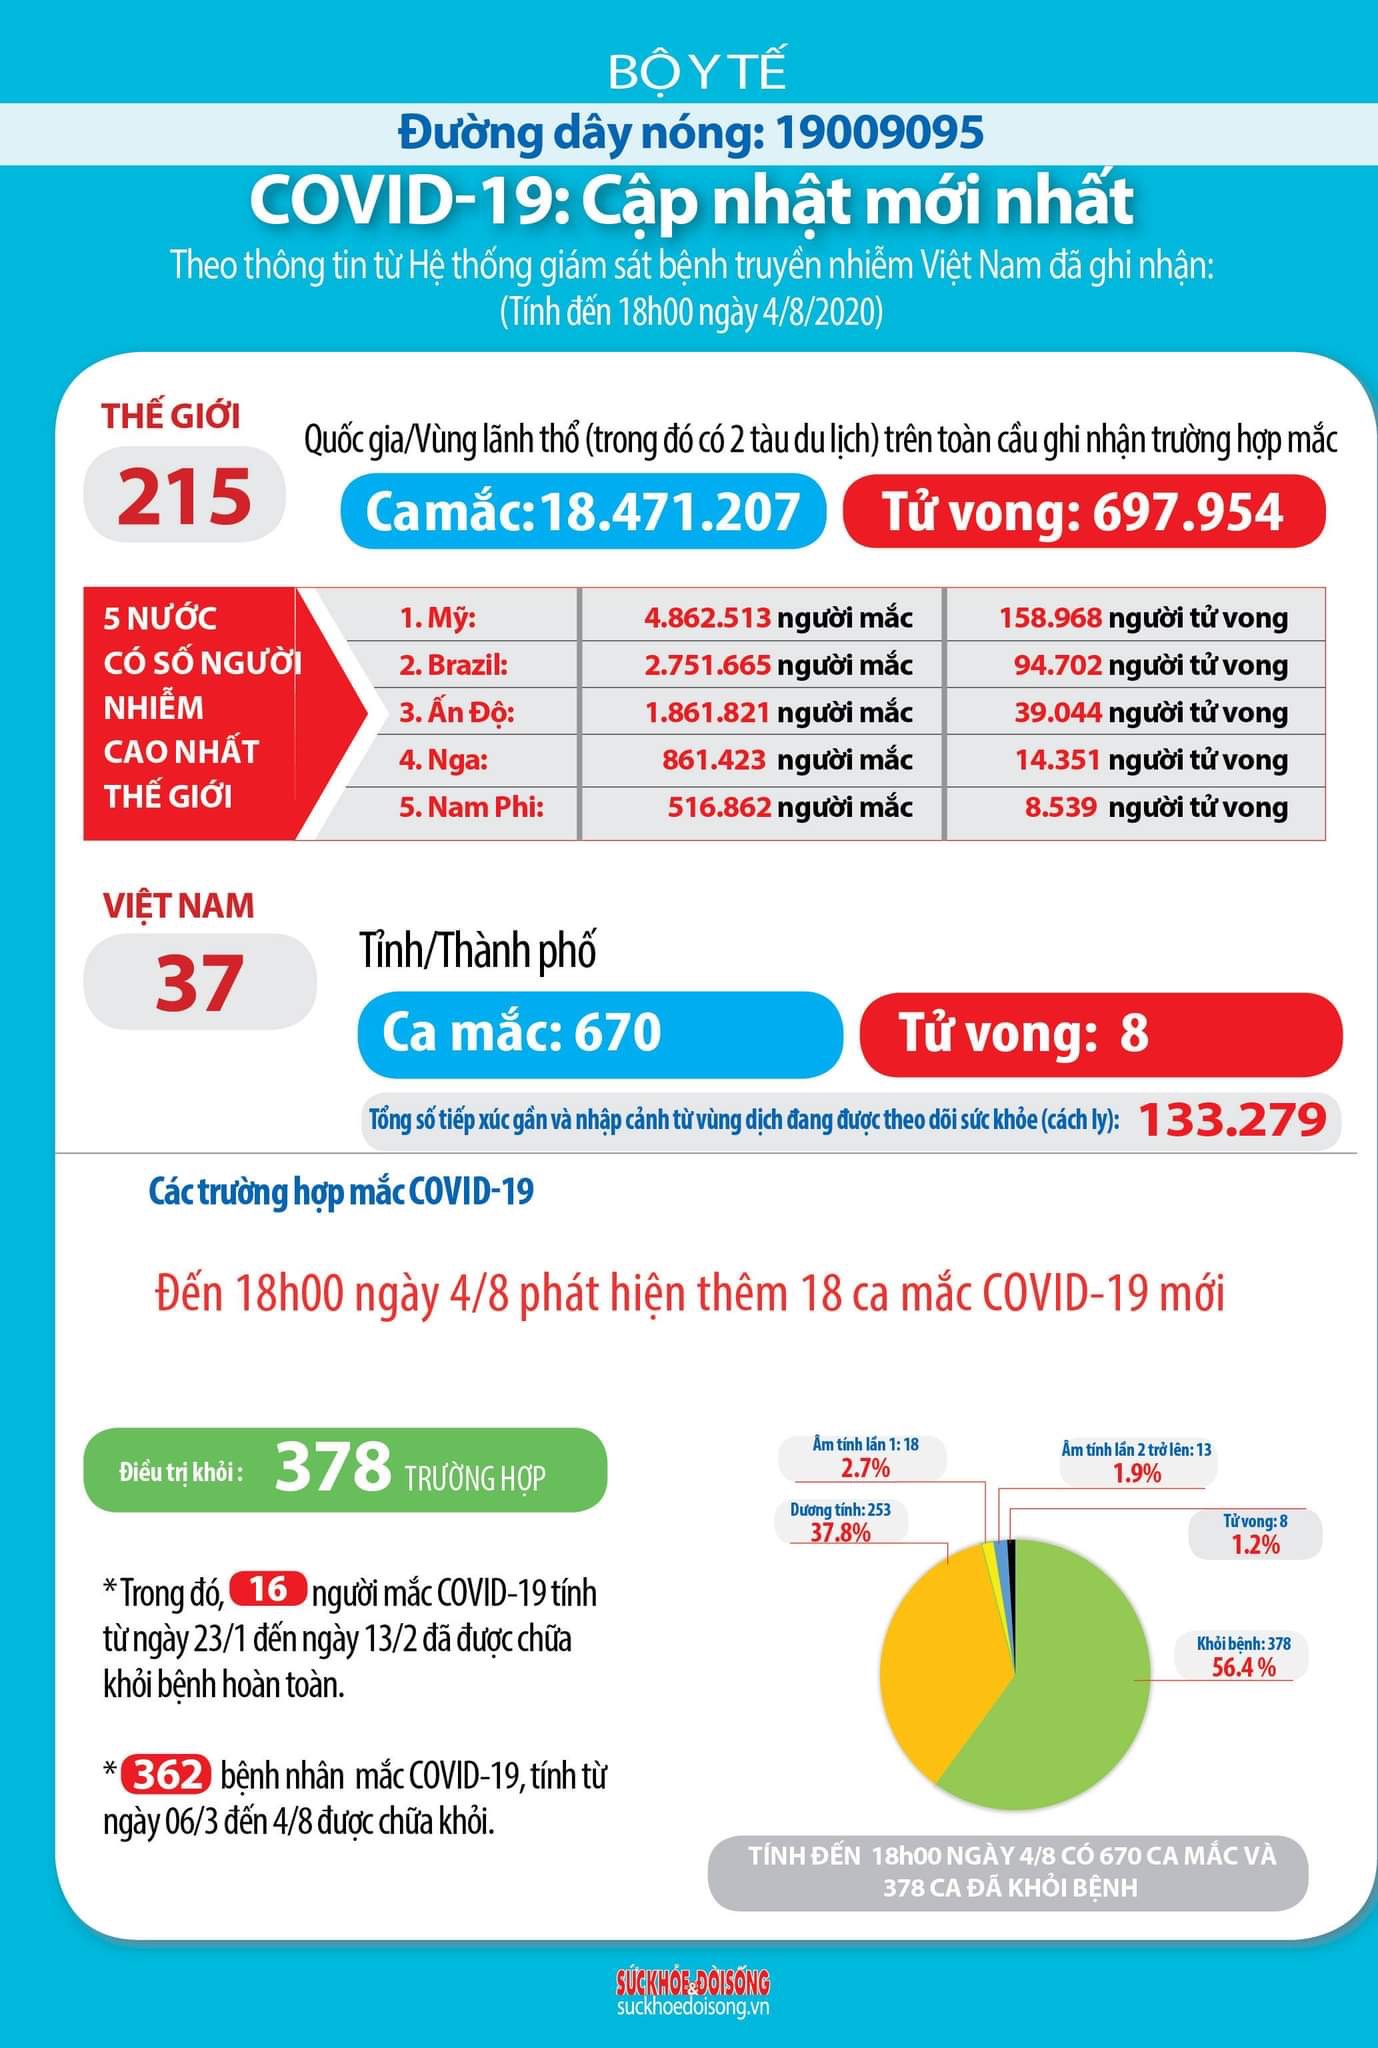 BỘ Y TẾ
Đường dây nóng: 19009095
COVID-19: Cập nhật mới nhất
Theo thông tin từ Hệ thống giám sát bệnh truyền nhiễm Việt Nam đã ghi nhận:
(Tính đến 18h00 ngày 4/8/2020)
THẾ GIỚI
215
Quốc gia/Vùng lãnh thổ (trong đó có 2 tàu du lịch) trên toàn cầu ghi nhận trường hợp mắc
Ca mắc: 18.471.207
Tử vong: 697.954
5 NƯỚC
CÓ SỐ NGƯỜI
NHIỄM
CAO NHẤT
THẾ GIỚI
1. Mỹ: 4.862.513 người mắc 158.968 người tử vong
2. Brazil: 2.751.665 người mắc 94.702 người tử vong
3. Ấn Độ: 1.861.821 người mắc 39.044 người tử vong
4. Nga: 861.423 người mắc 14.351 người tử vong
5. Nam Phi: 516.862 người mắc 8.539 người tử vong
VIỆT NAM
37
Tỉnh/Thành phố
Ca mắc: 670
Tử vong: 8
Tổng số tiếp xúc gần và nhập cảnh từ vùng dịch đang được theo dõi sức khỏe (cách ly): 133.279
Các trường hợp mắc COVID-19
Đến 18h00 ngày 4/8 phát hiện thêm 18 ca mắc COVID-19 mới
Điều trị khỏi : 378 TRƯỜNG HỢP
* Trong đó, 16 người mắc COVID-19 tính
từ ngày 23/1 đến ngày 13/2 đã được chữa
khỏi bệnh hoàn toàn.
* 362 bệnh nhân mắc COVID-19, tính từ
ngày 06/3 đến 4/8 được chữa khỏi.
Âm tính lần 1: 18
2.7%
Âm tính lần 2 trở lên: 13
1.9%
Dương tính: 253
37.8%
Tử vong: 8
1.2%
Khỏi bệnh: 378
56.4 %
TÍNH ĐẾN 18h00 NGÀY 4/8 CÓ 670 CA MẮC VÀ
378 CA ĐÃ KHỎI BỆNH
SỨC KHỎE & ĐỜI SỐNG
suckhoedoisong.vn